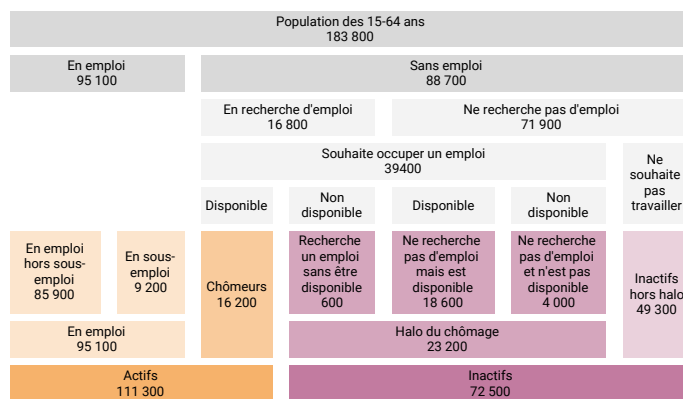 Population des 15-64 ans
183 800
En emploi
95 100
Sans emploi
88 700
En recherche d'emploi
16 800
Ne recherche pas d'emploi
71 900
Souhaite occuper un emploi
39400
Ne
souhaite
pas
travailler
Disponible
Non
disponible
Disponible
Non
disponible
En emploi
hors sous-
emploi
85 900
En sous-
emploi
9 200
Chômeurs
16 200
Recherche
un emploi
sans être
disponible
600
Ne recherche
pas d'emploi
mais est
disponible
18 600
Ne recherche
pas d'emploi
et n'est pas
disponible
4 000
Inactifs
hors halo
49 300
En emploi
95 100
Halo du chômage
23 200
Actifs
111 300
Inactifs
72 500